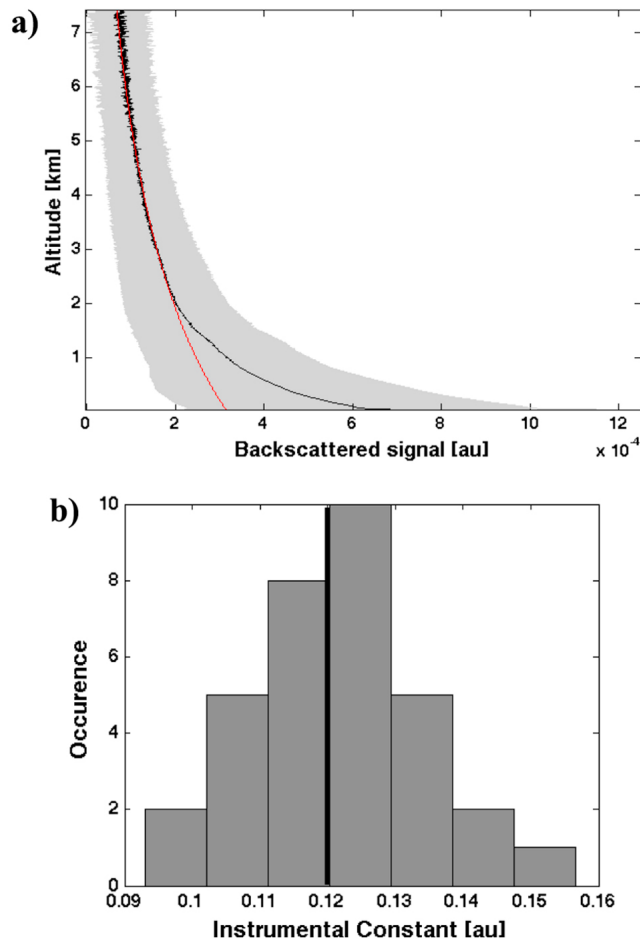 a)
7
6
5
4
3
2
1
Altitude [km]
0 2 4 6 8 10 12
Backscattered signal [au]
x 10⁻⁴
b)
10
8
6
4
2
0
Occurence
0.09 0.1 0.11 0.12 0.13 0.14 0.15 0.16
Instrumental Constant [au]